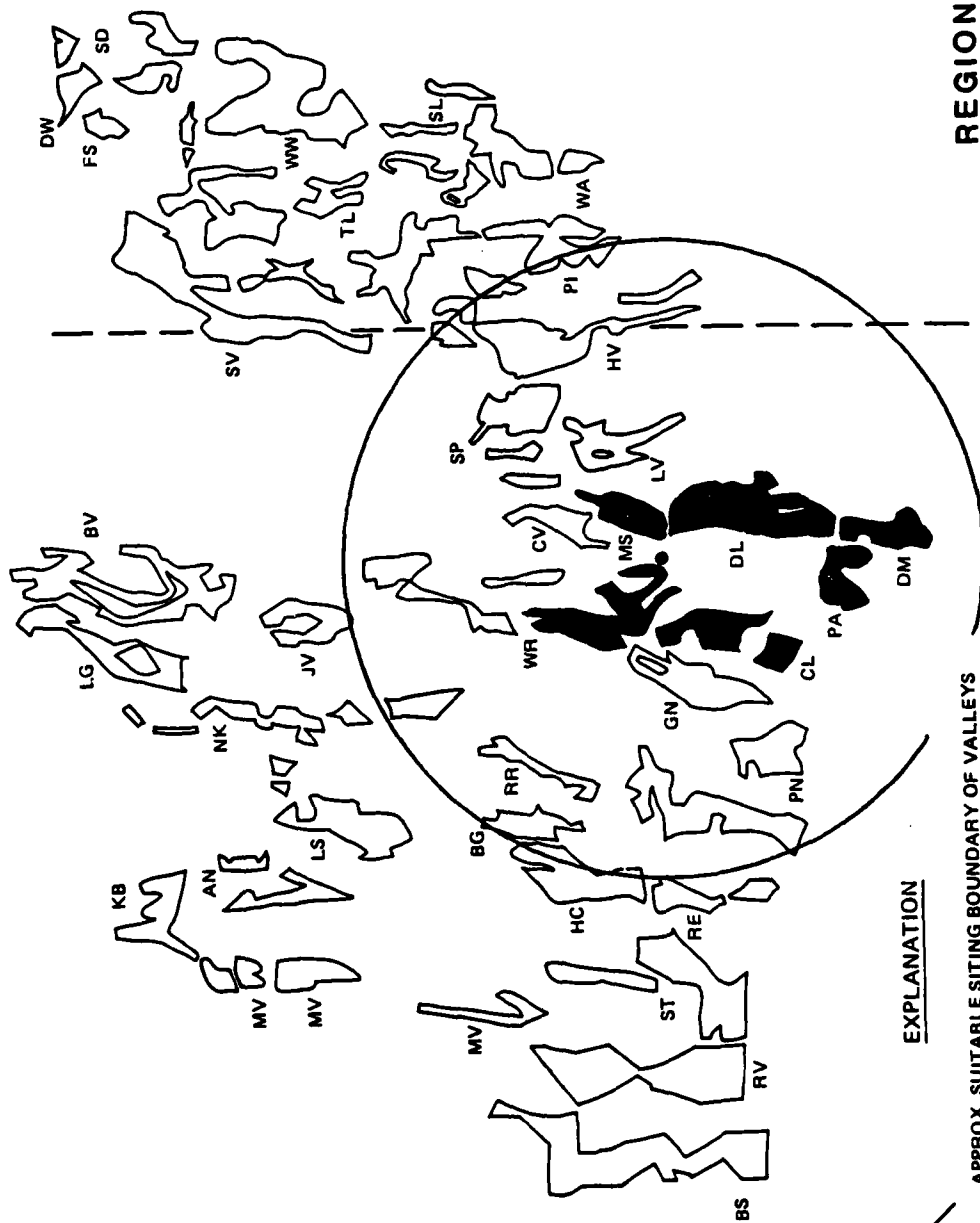 DW
LG
BV
FS
SD
KB
AN
NK
SV
MV
WW
JV
MV
LS
TL
SL
SP
MV
BG
RR
WR
CV
PI
HC
WA
HV
MS
LV
ST
GN
RE
DL
BS
RV
PN
CL
PA
DM
EXPLANATION
APPROX. SUITABLE SITING BOUNDARY OF VALLEYS
REGION